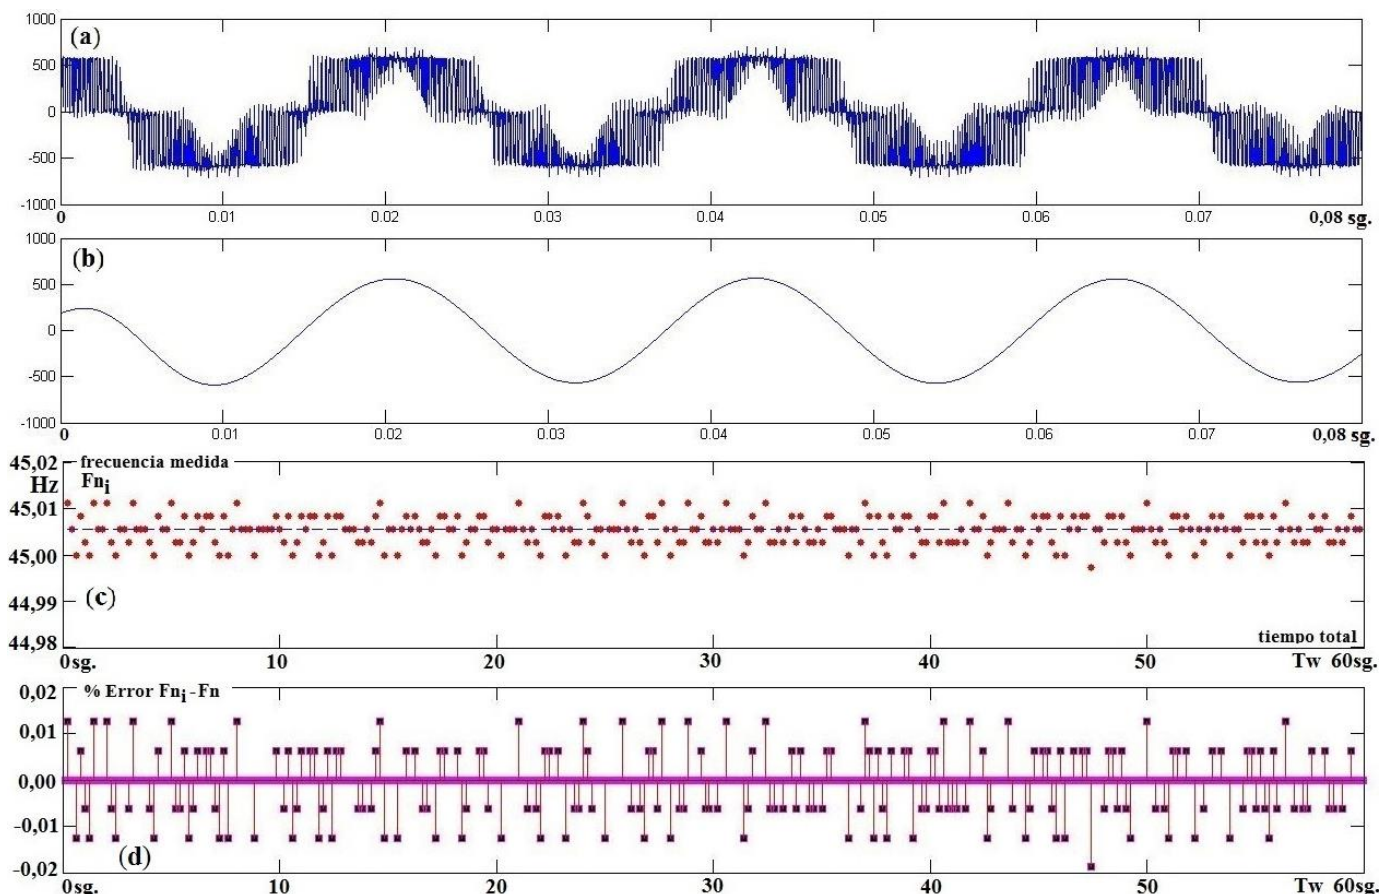 1000
(a)
500
0
-500
-1000
0 0.01 0.02 0.03 0.04 0.05 0.06 0.07 0,08 sg.
1000
(b)
500
0
-500
-1000
0 0.01 0.02 0.03 0.04 0.05 0.06 0.07 0,08 sg.
45,02 frecuencia medida
Hz Fni
45,01
45,00
44,99 (c)
44,98 tiempo total
0sg. 10 20 30 40 50 Tw 60sg.
0,02 % Error Fni - Fn
0,01
0,00
-0,01
(d)
-0,02
0sg. 10 20 30 40 50 Tw 60sg.